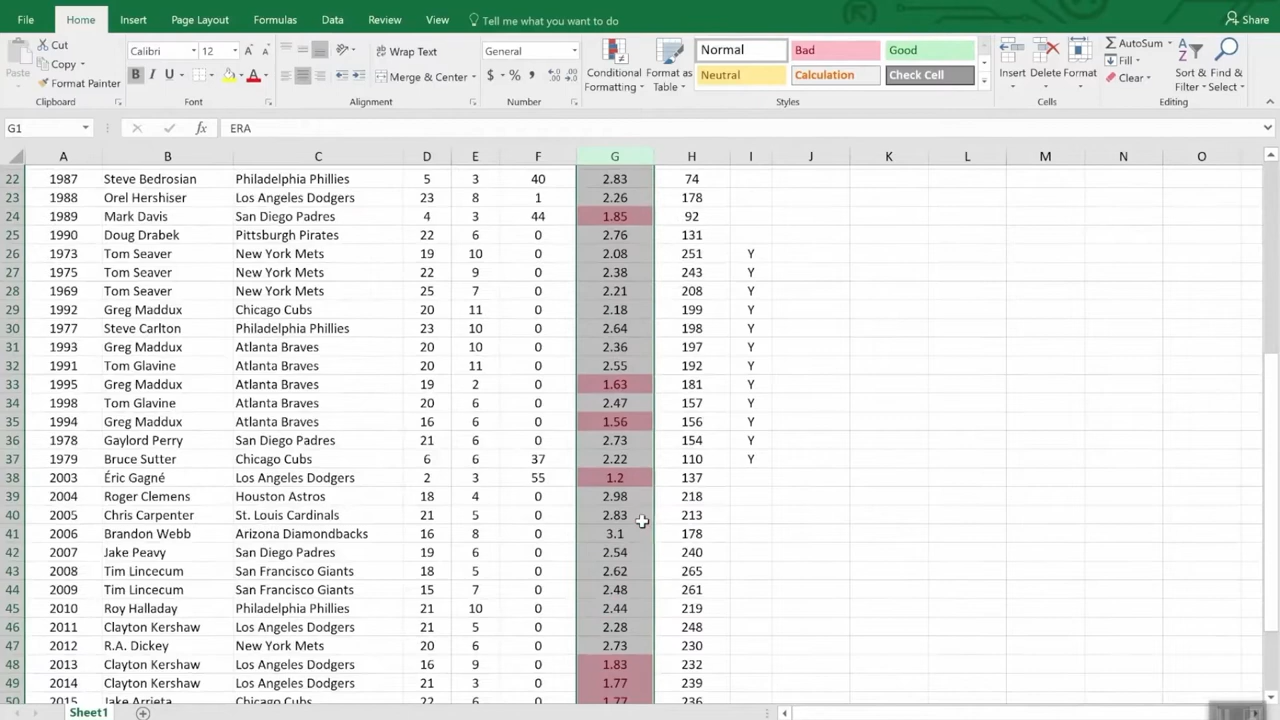 File Home Insert Page Layout Formulas Data Review View Tell me what you want to do Share
Paste Cut Copy Format Painter Clipboard
Calibri 12 A A B I U A Font
Wrap Text Merge & Center Alignment
General $ % , Number
Conditional Formatting Format as Table Normal Bad Good Neutral Calculation Check Cell Styles
Insert Delete Format Cells
AutoSum Fill Clear Sort & Filter Find & Select Editing
G1 fx ERA
A B C D E F G H I J K L M N O
22 1987 Steve Bedrosian Philadelphia Phillies 5 3 40 2.83 74
23 1988 Orel Hershiser Los Angeles Dodgers 23 8 1 2.26 178
24 1989 Mark Davis San Diego Padres 4 3 44 1.85 92
25 1990 Doug Drabek Pittsburgh Pirates 22 6 0 2.76 131
26 1973 Tom Seaver New York Mets 19 10 0 2.08 251 Y
27 1975 Tom Seaver New York Mets 22 9 0 2.38 243 Y
28 1969 Tom Seaver New York Mets 25 7 0 2.21 208 Y
29 1992 Greg Maddux Chicago Cubs 20 11 0 2.18 199 Y
30 1977 Steve Carlton Philadelphia Phillies 23 10 0 2.64 198 Y
31 1993 Greg Maddux Atlanta Braves 20 10 0 2.36 197 Y
32 1991 Tom Glavine Atlanta Braves 20 11 0 2.55 192 Y
33 1995 Greg Maddux Atlanta Braves 19 2 0 1.63 181 Y
34 1998 Tom Glavine Atlanta Braves 20 6 0 2.47 157 Y
35 1994 Greg Maddux Atlanta Braves 16 6 0 1.56 156 Y
36 1978 Gaylord Perry San Diego Padres 21 6 0 2.73 154 Y
37 1979 Bruce Sutter Chicago Cubs 6 6 37 2.22 110 Y
38 2003 Éric Gagné Los Angeles Dodgers 2 3 55 1.2 137
39 2004 Roger Clemens Houston Astros 18 4 0 2.98 218
40 2005 Chris Carpenter St. Louis Cardinals 21 5 0 2.83 213
41 2006 Brandon Webb Arizona Diamondbacks 16 8 0 3.1 178
42 2007 Jake Peavy San Diego Padres 19 6 0 2.54 240
43 2008 Tim Lincecum San Francisco Giants 18 5 0 2.62 265
44 2009 Tim Lincecum San Francisco Giants 15 7 0 2.48 261
45 2010 Roy Halladay Philadelphia Phillies 21 10 0 2.44 219
46 2011 Clayton Kershaw Los Angeles Dodgers 21 5 0 2.28 248
47 2012 R.A. Dickey New York Mets 20 6 0 2.73 230
48 2013 Clayton Kershaw Los Angeles Dodgers 16 9 0 1.83 232
49 2014 Clayton Kershaw Los Angeles Dodgers 21 3 0 1.77 239
50 2015 Jake Arrieta Chicago Cubs 22 6 0 1.77 236
Sheet1